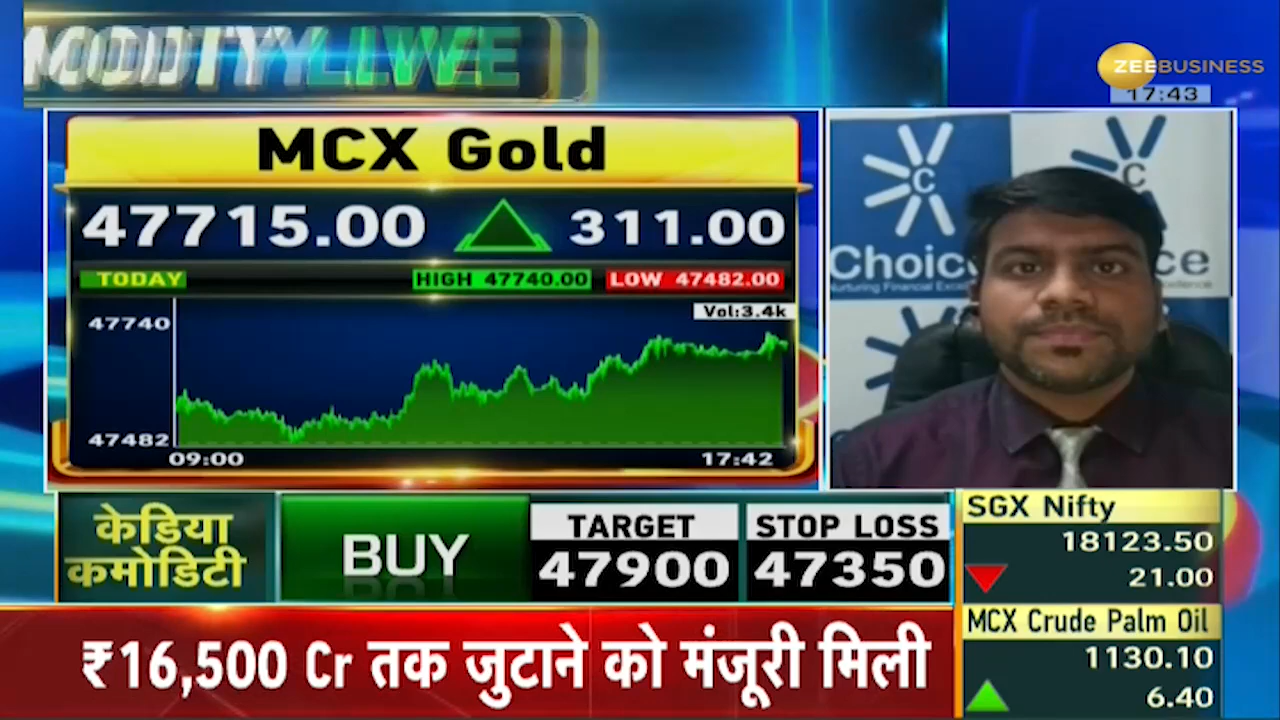 ZEEBUSINESS
17:43
MCX Gold
47715.00 311.00
TODAY HIGH 47740.00 LOW 47482.00
Vol:3.4k
47740
47482
09:00 17:42
C
C
Choice
Nurturing Financial
केडिया
कमोडिटी
BUY
TARGET
47900
STOP LOSS
47350
SGX Nifty
18123.50
21.00
MCX Crude Palm Oil
1130.10
6.40
₹16,500 Cr तक जुटाने को मंजूरी मिली